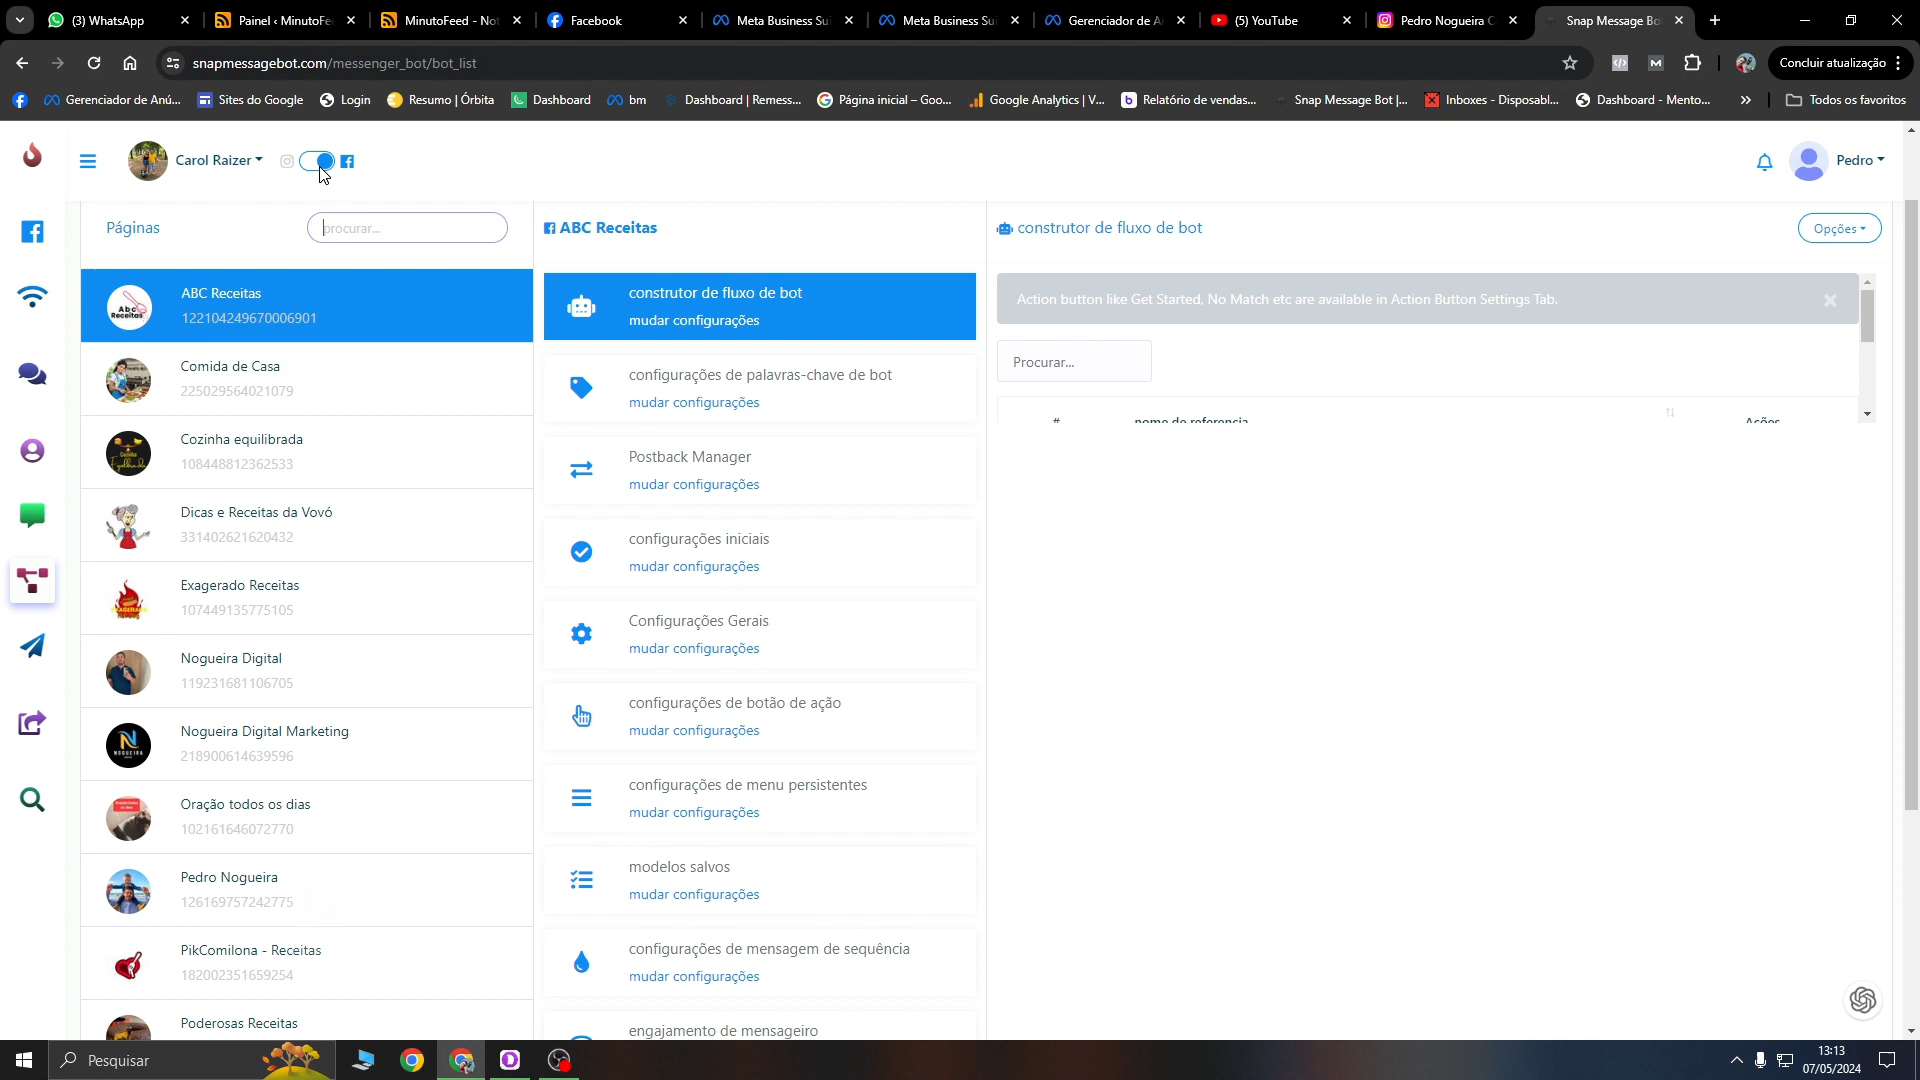 (3) WhatsApp
Painel ‹ MinutoFe
MinutoFeed - Not
Facebook
Meta Business Sui
Meta Business Sui
Gerenciador de A
(5) YouTube
Pedro Nogueira C
Snap Message Bo
snapmessagebot.com/messenger_bot/bot_list
Concluir atualização
Gerenciador de Anú...
Sites do Google
Login
Resumo | Órbita
Dashboard
bm
Dashboard | Remess...
Página inicial – Goo...
Google Analytics | V...
Relatório de vendas...
Snap Message Bot |...
Inboxes - Disposabl...
Dashboard - Mento...
Todos os favoritos
Carol Raizer
Pedro
Páginas
procurar...
ABC Receitas
122104249670006901
Comida de Casa
225029564021079
Cozinha equilibrada
108448812362533
Dicas e Receitas da Vovó
331402621620432
Exagerado Receitas
107449135775105
Nogueira Digital
119231681106705
Nogueira Digital Marketing
218900614639596
Oração todos os dias
102161646072770
Pedro Nogueira
126169757242775
PikComilona - Receitas
182002351659254
Poderosas Receitas
ABC Receitas
construtor de fluxo de bot
mudar configurações
configurações de palavras-chave de bot
mudar configurações
Postback Manager
mudar configurações
configurações iniciais
mudar configurações
Configurações Gerais
mudar configurações
configurações de botão de ação
mudar configurações
configurações de menu persistentes
mudar configurações
modelos salvos
mudar configurações
configurações de mensagem de sequência
mudar configurações
engajamento de mensageiro
construtor de fluxo de bot
Opções
Action button like Get Started, No Match etc are available in Action Button Settings Tab.
Procurar...
# nome de referencia Ações
Pesquisar
13:13
07/05/2024